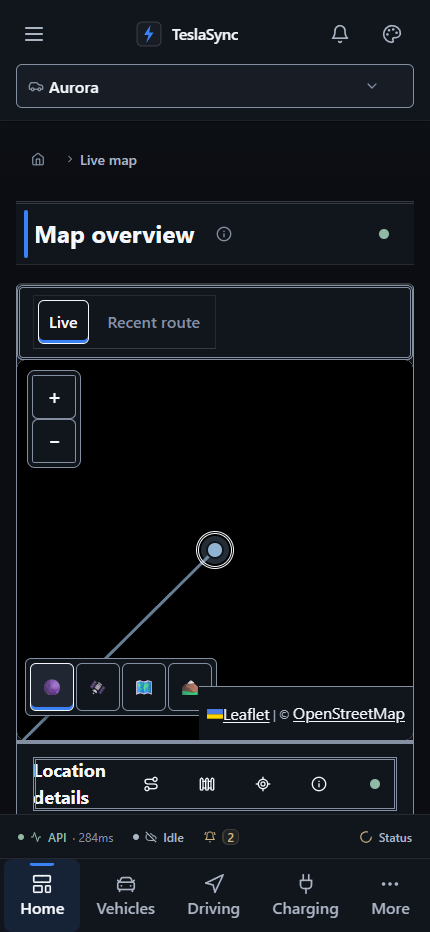 TeslaSync
Aurora
Live map
Map overview
Live
Recent route
+
−
Leaflet | © OpenStreetMap
Location
details
API · 284ms
Idle
2
Status
Home
Vehicles
Driving
Charging
More